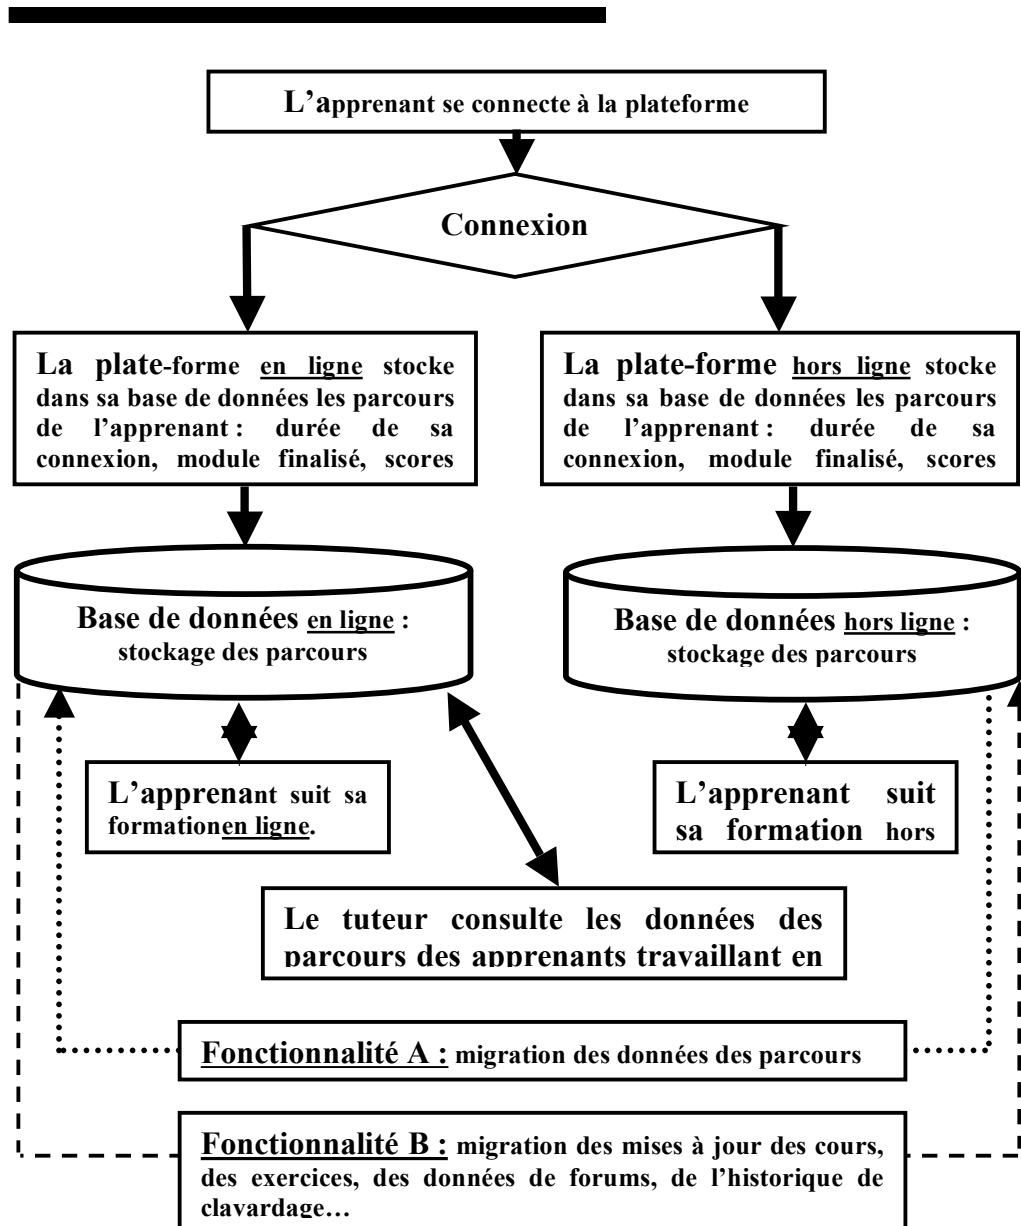 L’apprenant se connecte à la plateforme
Connexion
La plate-forme en ligne stocke
dans sa base de données les parcours
de l’apprenant : durée de sa
connexion, module finalisé, scores
La plate-forme hors ligne stocke
dans sa base de données les parcours
de l’apprenant : durée de sa
connexion, module finalisé, scores
Base de données en ligne :
stockage des parcours
Base de données hors ligne :
stockage des parcours
L’apprenant suit sa
formationen ligne.
L’apprenant suit
sa formation hors
Le tuteur consulte les données des
parcours des apprenants travaillant en
Fonctionnalité A : migration des données des parcours
Fonctionnalité B : migration des mises à jour des cours,
des exercices, des données de forums, de l’historique de
clavardage…